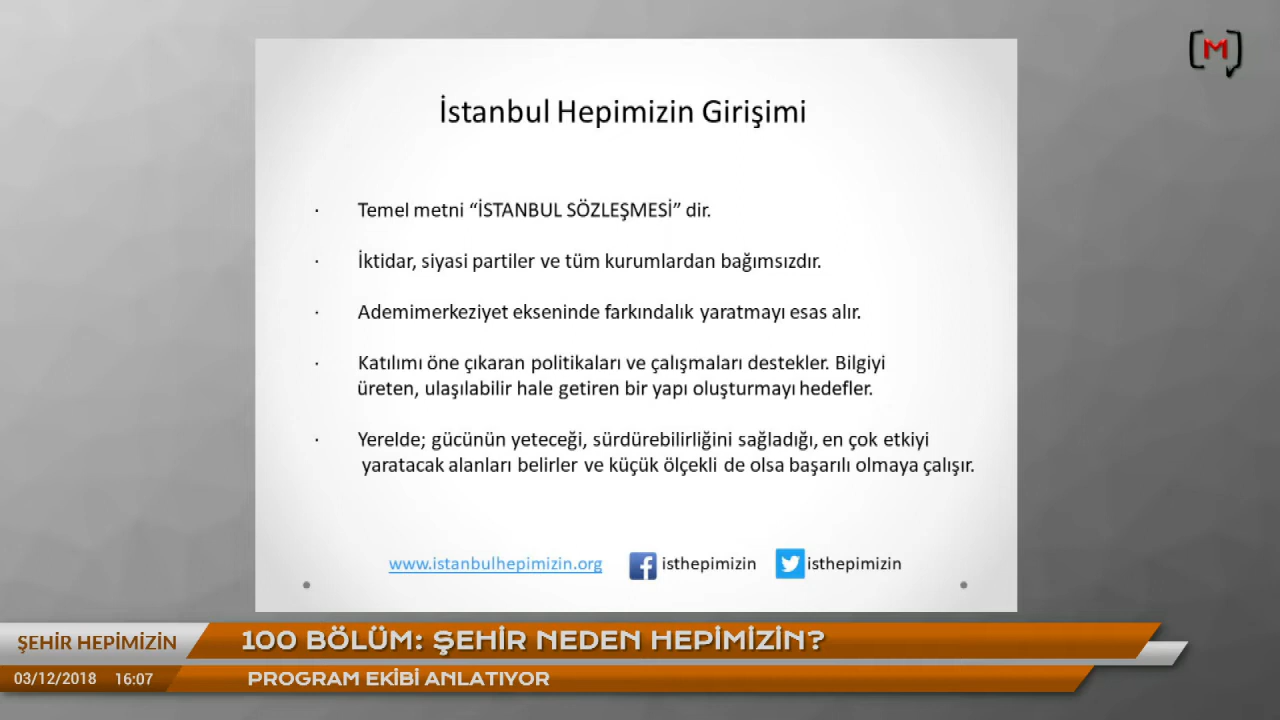 [M]
İstanbul Hepimizin Girişimi
· Temel metni “İSTANBUL SÖZLEŞMESİ” dir.
· İktidar, siyasi partiler ve tüm kurumlardan bağımsızdır.
· Ademimerkeziyet ekseninde farkındalık yaratmayı esas alır.
· Katılımı öne çıkaran politikaları ve çalışmaları destekler. Bilgiyi
üreten, ulaşılabilir hale getiren bir yapı oluşturmayı hedefler.
· Yerelde; gücünün yeteceği, sürdürebilirliğini sağladığı, en çok etkiyi
yaratacak alanları belirler ve küçük ölçekli de olsa başarılı olmaya çalışır.
www.istanbulhepimizin.org isthepimizin isthepimizin
ŞEHİR HEPİMİZİN 100 BÖLÜM: ŞEHİR NEDEN HEPİMİZİN?
03/12/2018 16:07 PROGRAM EKİBİ ANLATIYOR